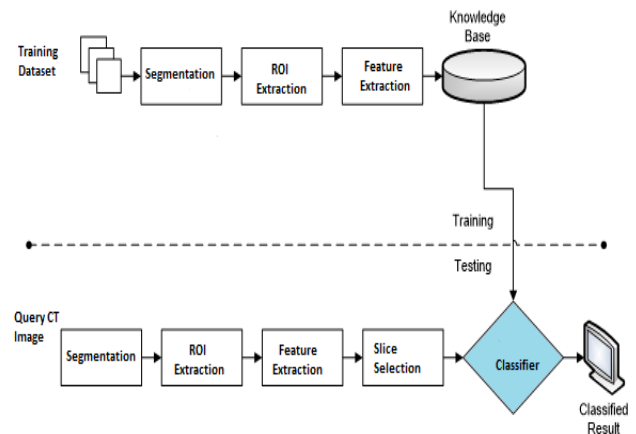 Knowledge
Base
Training
Dataset
Segmentation
ROI
Extraction
Feature
Extraction
Training
Testing
Query CT
Image
Segmentation
ROI
Extraction
Feature
Extraction
Slice
Selection
Classifier
Classified
Result